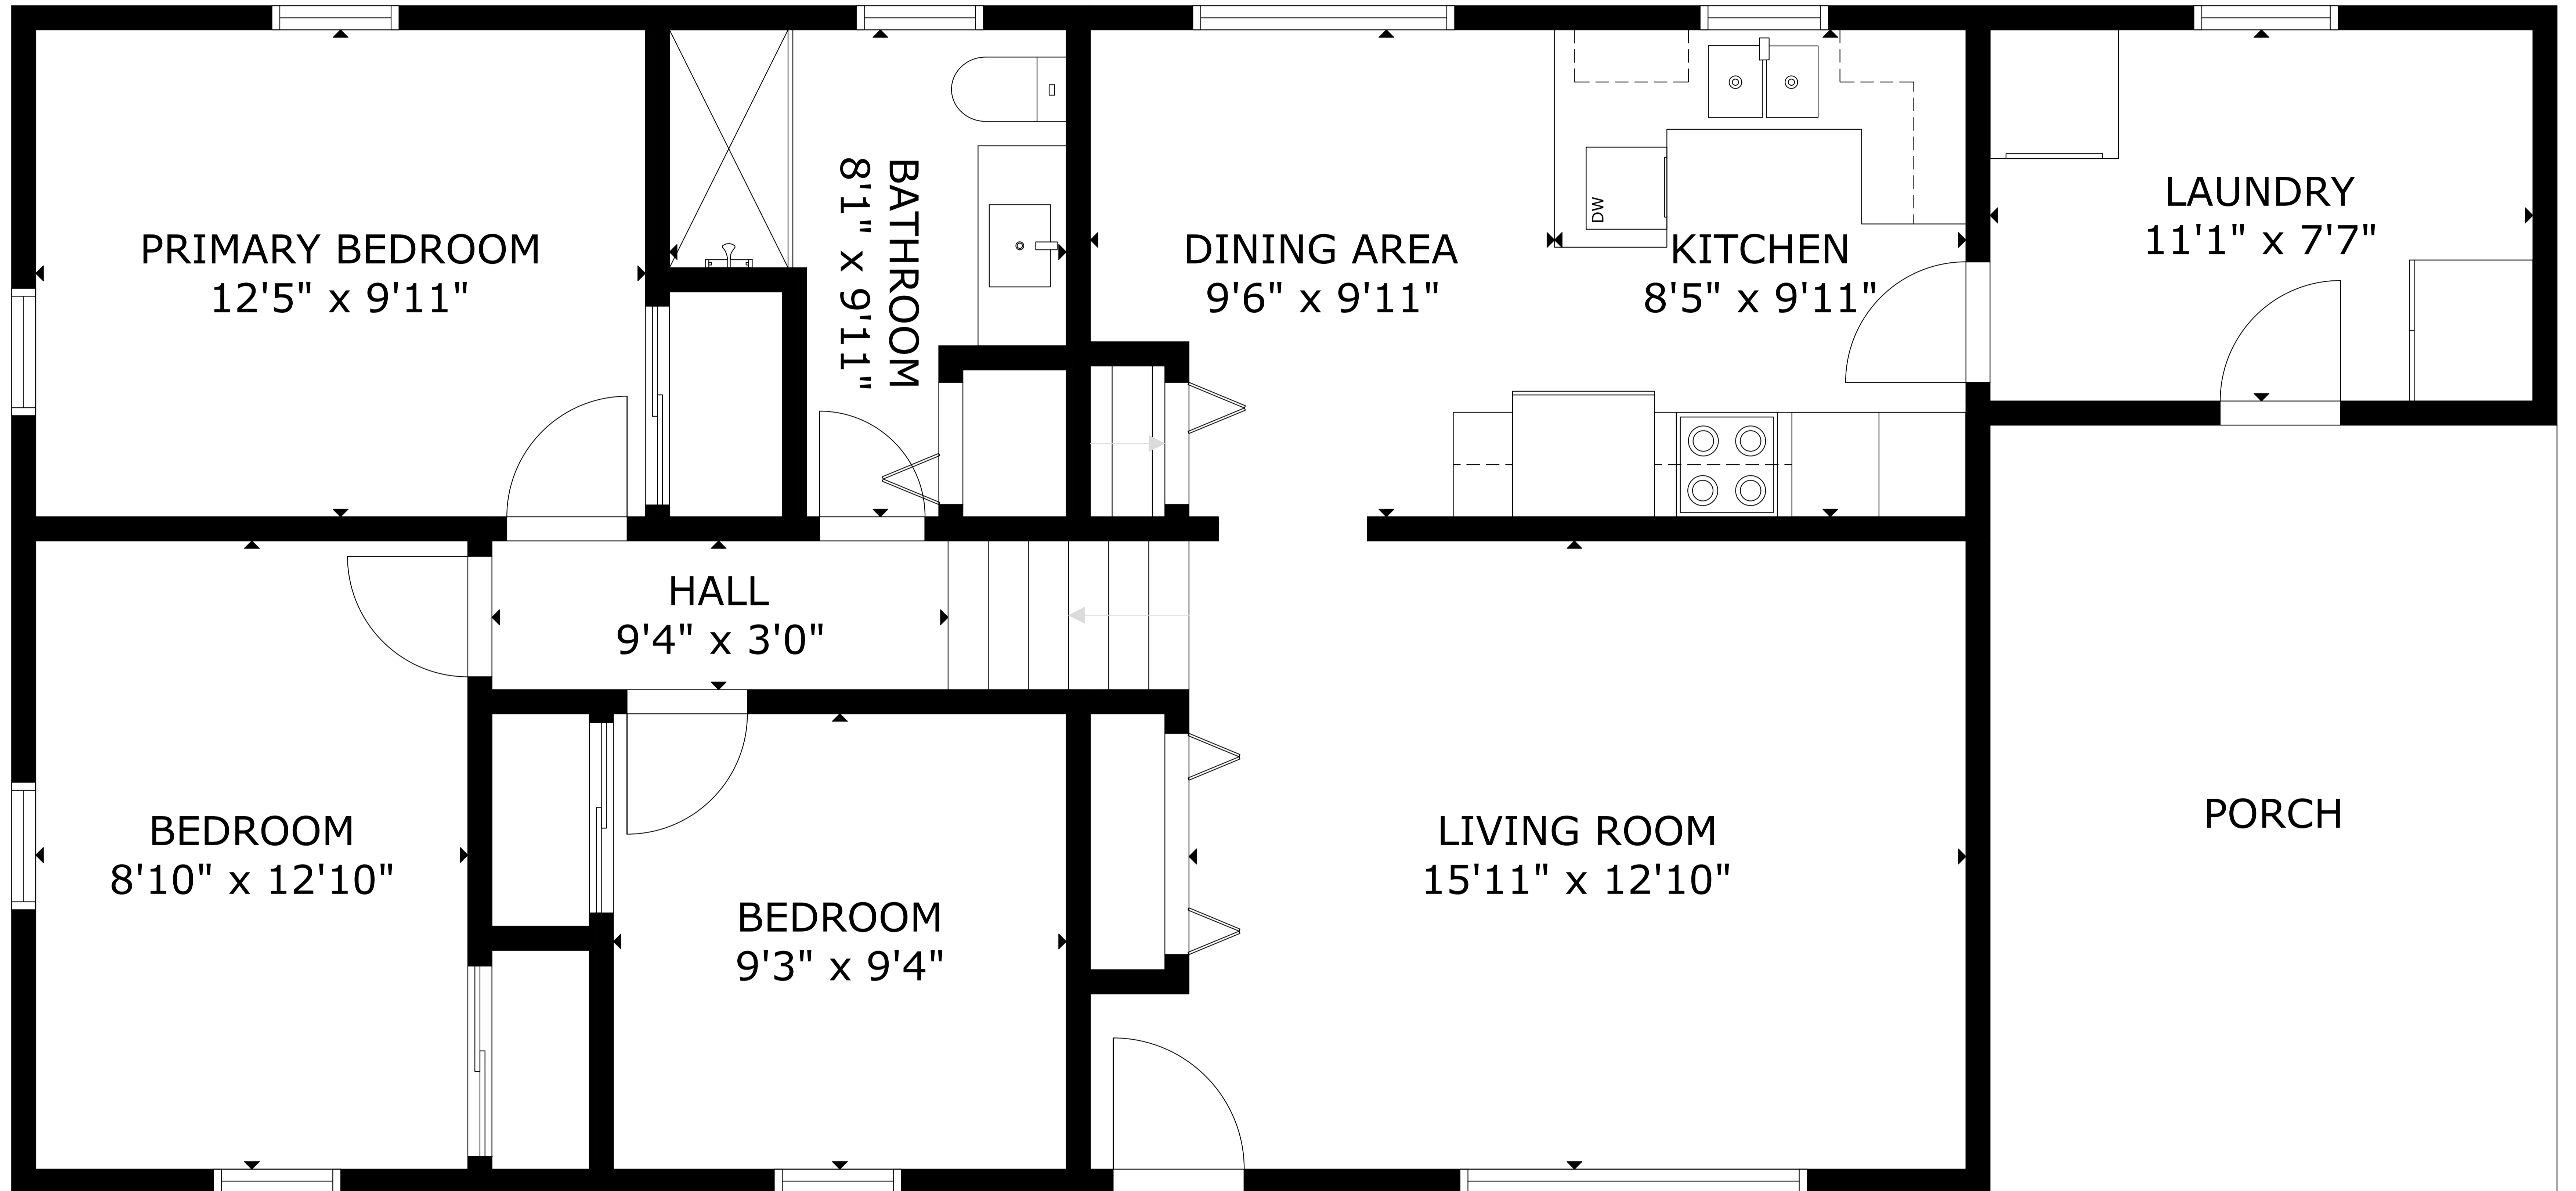 PRIMARY BEDROOM
12'5" x 9'11"
BATHROOM
8'1" x 9'11"
DINING AREA
9'6" x 9'11"
DW
KITCHEN
8'5" x 9'11"
LAUNDRY
11'1" x 7'7"
HALL
9'4" x 3'0"
BEDROOM
8'10" x 12'10"
BEDROOM
9'3" x 9'4"
LIVING ROOM
15'11" x 12'10"
PORCH